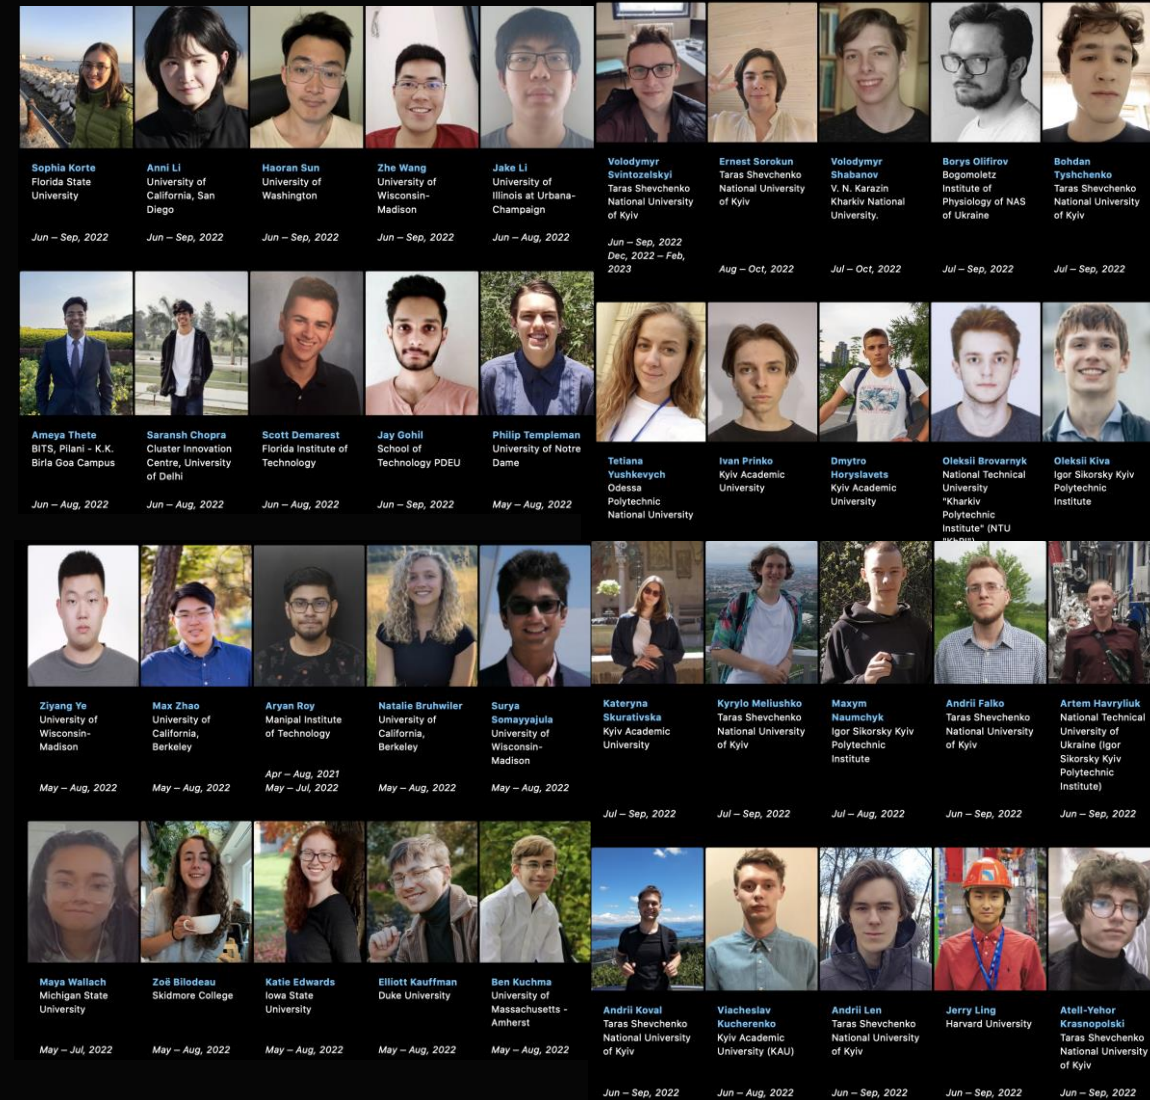 Sophia Korte
Florida State
University
Jun – Sep, 2022
Anni Li
University of
California, San
Diego
Jun – Sep, 2022
Haoran Sun
University of
Washington
Jun – Sep, 2022
Zhe Wang
University of
Wisconsin-
Madison
Jun – Sep, 2022
Jake Li
University of
Illinois at Urbana-
Champaign
Jun – Aug, 2022
Volodymyr
Svintozelskyi
Taras Shevchenko
National University
of Kyiv
Jun – Sep, 2022
Dec, 2022 – Feb,
2023
Ernest Sorokun
Taras Shevchenko
National University
of Kyiv
Aug – Oct, 2022
Volodymyr
Shabanov
V. N. Karazin
Kharkiv National
University.
Jul – Oct, 2022
Borys Olifirov
Bogomoletz
Institute of
Physiology of NAS
of Ukraine
Jul – Sep, 2022
Bohdan
Tyshchenko
Taras Shevchenko
National University
of Kyiv
Jul – Sep, 2022
Ameya Thete
BITS, Pilani - K.K.
Birla Goa Campus
Jun – Aug, 2022
Saransh Chopra
Cluster Innovation
Centre, University
of Delhi
Jun – Aug, 2022
Scott Demarest
Florida Institute of
Technology
Jun – Aug, 2022
Jay Gohil
School of
Technology PDEU
Jun – Sep, 2022
Philip Templeman
University of Notre
Dame
May – Aug, 2022
Tetiana
Yushkevych
Odessa
Polytechnic
National University
Ivan Prinko
Kyiv Academic
University
Dmytro
Horyslavets
Kyiv Academic
University
Oleksii Brovarnyk
National Technical
University
"Kharkiv
Polytechnic
Institute" (NTU
Oleksii Kiva
Igor Sikorsky Kyiv
Polytechnic
Institute
Ziyang Ye
University of
Wisconsin-
Madison
May – Aug, 2022
Max Zhao
University of
California,
Berkeley
May – Aug, 2022
Aryan Roy
Manipal Institute
of Technology
Apr – Aug, 2021
May – Jul, 2022
Natalie Bruhwiler
University of
California,
Berkeley
May – Aug, 2022
Surya
Somayyajula
University of
Wisconsin-
Madison
May – Aug, 2022
Kateryna
Skurativska
Kyiv Academic
University
Jul – Sep, 2022
Kyrylo Meliushko
Taras Shevchenko
National University
of Kyiv
Jul – Sep, 2022
Maxym
Naumchyk
Igor Sikorsky Kyiv
Polytechnic
Institute
Jul – Aug, 2022
Andrii Falko
Taras Shevchenko
National University
of Kyiv
Jun – Sep, 2022
Artem Havryliuk
National Technical
University of
Ukraine (Igor
Sikorsky Kyiv
Polytechnic
Institute)
Jun – Sep, 2022
Maya Wallach
Michigan State
University
May – Jul, 2022
Zoë Bilodeau
Skidmore College
May – Aug, 2022
Katie Edwards
Iowa State
University
May – Aug, 2022
Elliott Kauffman
Duke University
May – Aug, 2022
Ben Kuchma
University of
Massachusetts -
Amherst
May – Aug, 2022
Andrii Koval
Taras Shevchenko
National University
of Kyiv
Jun – Sep, 2022
Viacheslav
Kucherenko
Kyiv Academic
University (KAU)
Jun – Aug, 2022
Andrii Len
Taras Shevchenko
National University
of Kyiv
Jun – Sep, 2022
Jerry Ling
Harvard University
Jun – Sep, 2022
Atell-Yehor
Krasnopolski
Taras Shevchenko
National University
of Kyiv
Jun – Sep, 2022